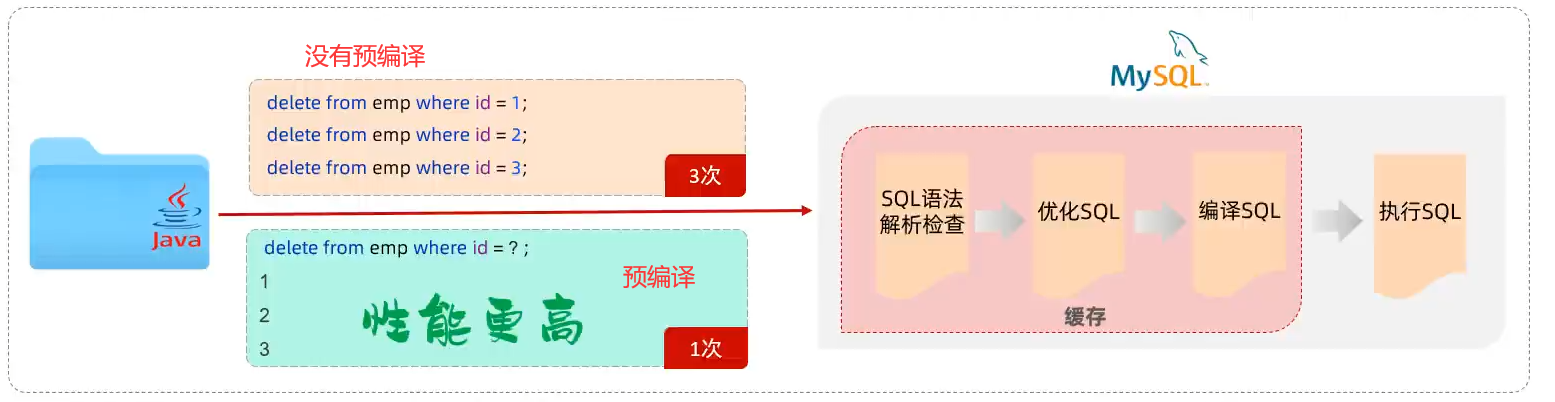 没有预编译
delete from emp where id = 1;
delete from emp where id = 2;
delete from emp where id = 3;
3次
Java
delete from emp where id = ? ;
1
2
3
预编译
性能更高
1次
MySQL
SQL语法
解析检查
优化SQL
编译SQL
执行SQL
缓存